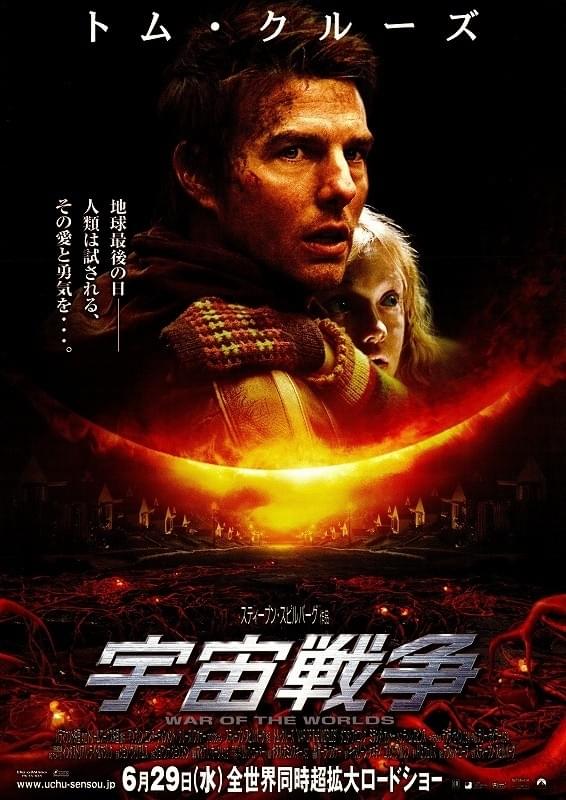 トム・クルーズ
地球最後の日――
人類は試される、
その愛と勇気を・・・。
スティーブン・スピルバーグ 作品
宇宙戦争
WAR OF THE WORLDS
www.uchu-sensou.jp
6月29日(水) 全世界同時超拡大ロードショー